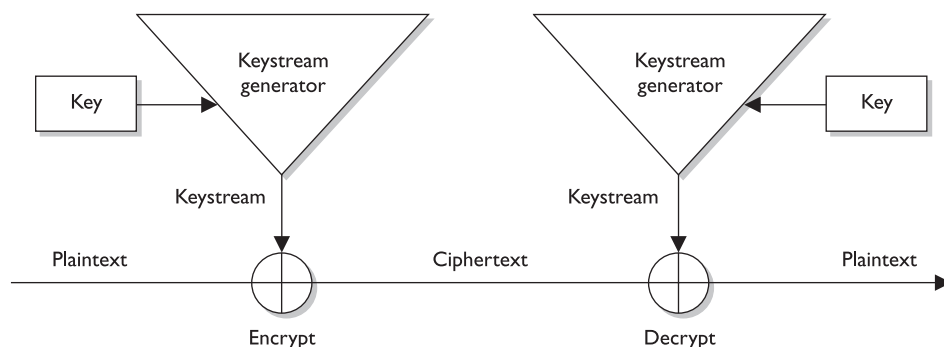 Keystream
generator
Keystream
generator
Key
Key
Keystream
Keystream
Plaintext
Ciphertext
Plaintext
Encrypt
Decrypt